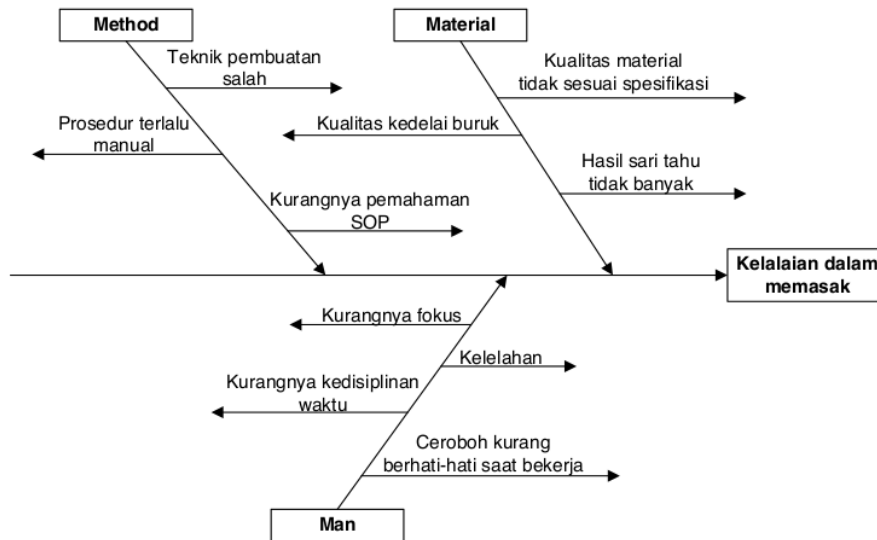 Method
Material
Teknik pembuatan
salah
Kualitas material
tidak sesuai spesifikasi
Prosedur terlalu
manual
Kualitas kedelai buruk
Hasil sari tahu
tidak banyak
Kurangnya pemahaman
SOP
Kelalaian dalam
memasak
Kurangnya fokus
Kelelahan
Kurangnya kedisiplinan
waktu
Ceroboh kurang
berhati-hati saat bekerja
Man